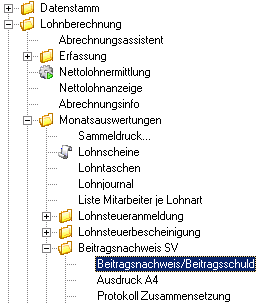 Datenstamm
Lohnberechnung
Abrechnungsassistent
Erfassung
Nettolohnermittlung
Nettolohnanzeige
Abrechnungsinfo
Monatsauswertungen
Sammeldruck...
Lohnscheine
Lohntaschen
Lohnjournal
Liste Mitarbeiter je Lohnart
Lohnsteueranmeldung
Lohnsteuerbescheinigung
Beitragsnachweis SV
Beitragsnachweis/Beitragsschuld
Ausdruck A4
Protokoll Zusammensetzung